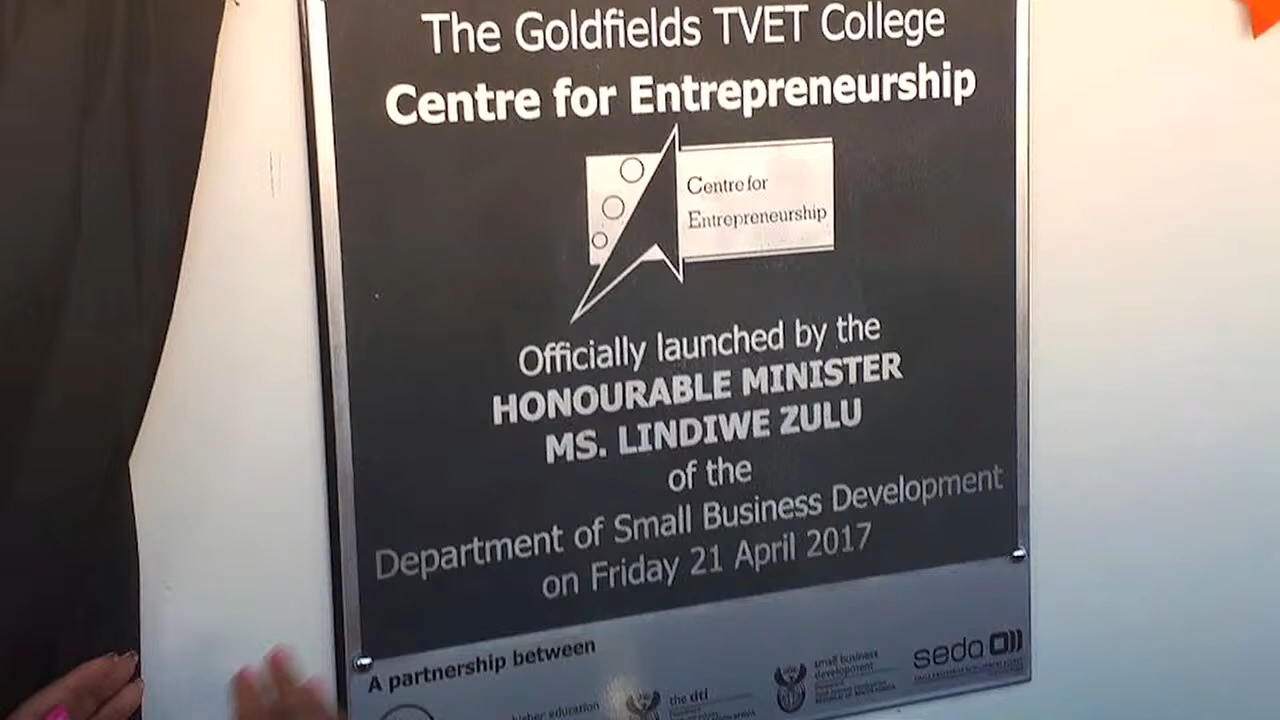 The Goldfields TVET College
Centre for Entrepreneurship
Centre for
Entrepreneurship
Officially launched by the
HONOURABLE MINISTER
MS. LINDIWE ZULU
of the
Department of Small Business Development
on Friday 21 April 2017
A partnership between
higher education
the dti
small business
development
seda